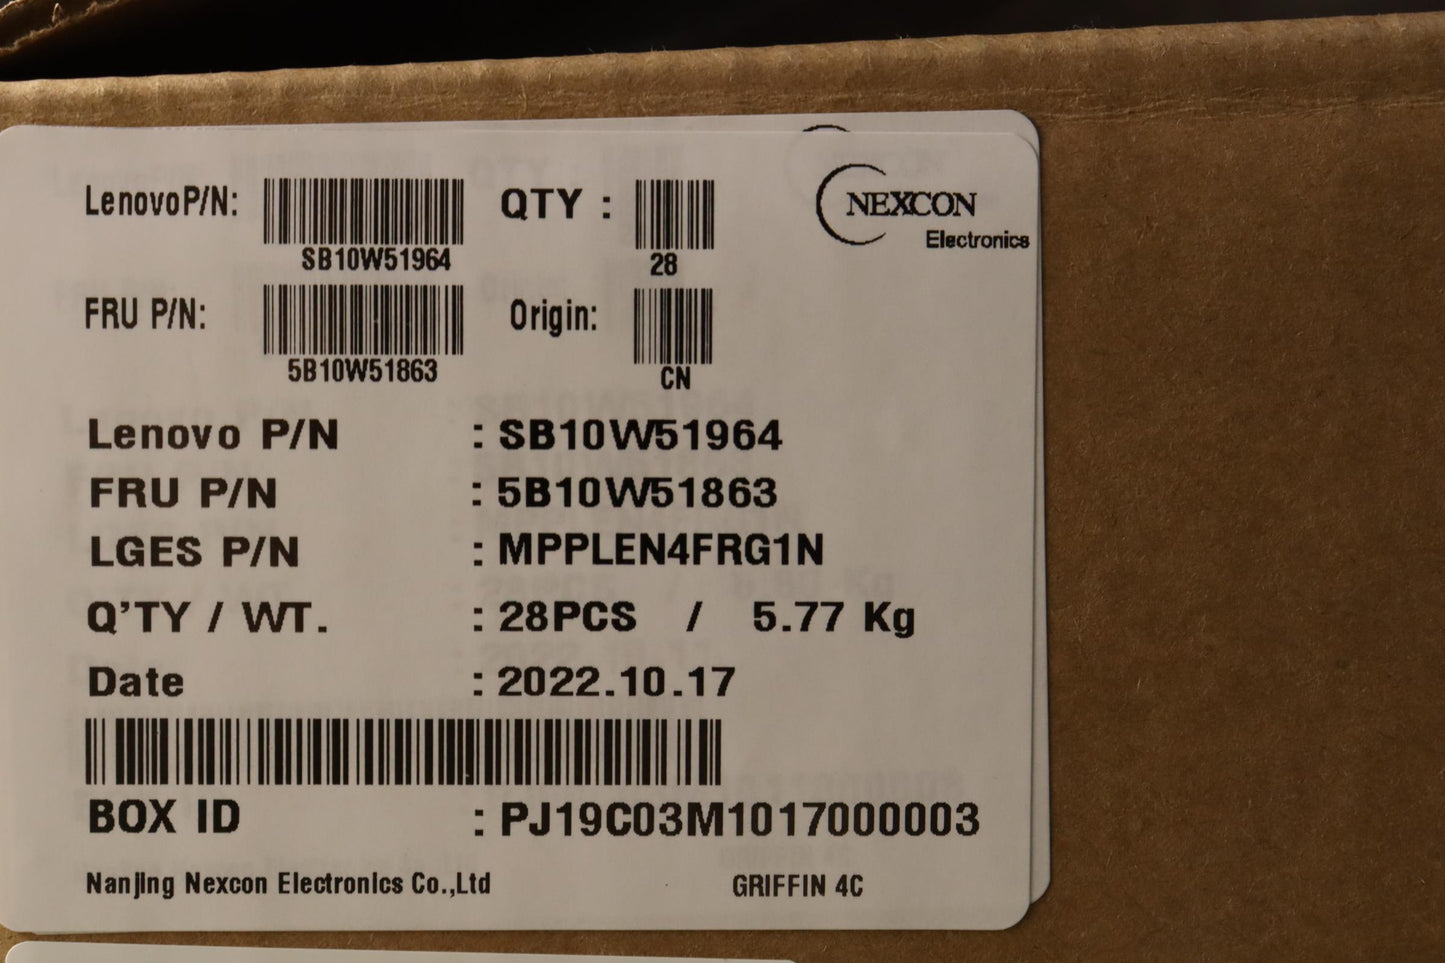 LenovoP/N:
SB10W51964
QTY :
28
NEXCON
Electronics
FRU P/N:
5B10W51863
Origin:
CN
Lenovo P/N : SB10W51964
FRU P/N : 5B10W51863
LGES P/N : MPPLEN4FRG1N
Q'TY / WT. : 28PCS / 5.77 Kg
Date : 2022.10.17
BOX ID : PJ19C03M1017000003
Nanjing Nexcon Electronics Co.,Ltd
GRIFFIN 4C